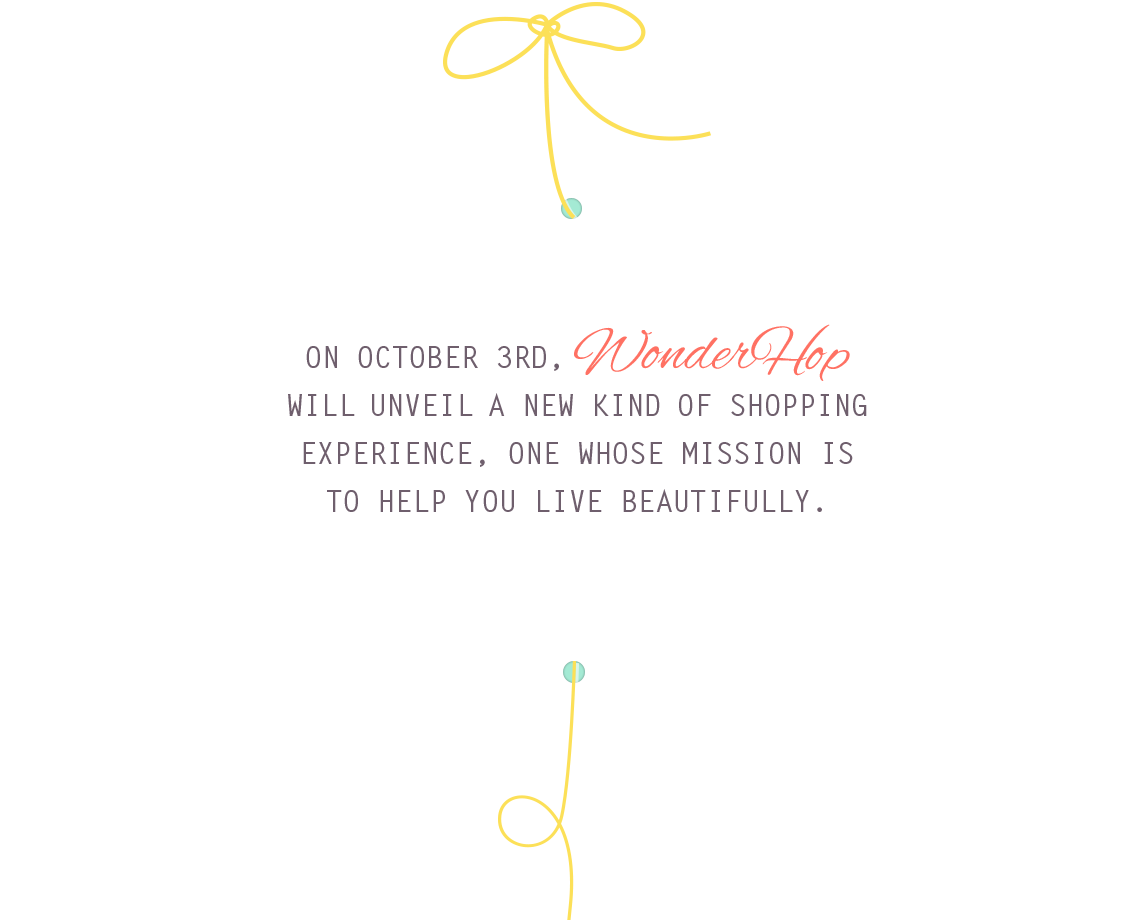 ON OCTOBER 3RD, WonderHop
WILL UNVEIL A NEW KIND OF SHOPPING
EXPERIENCE, ONE WHOSE MISSION IS
TO HELP YOU LIVE BEAUTIFULLY.